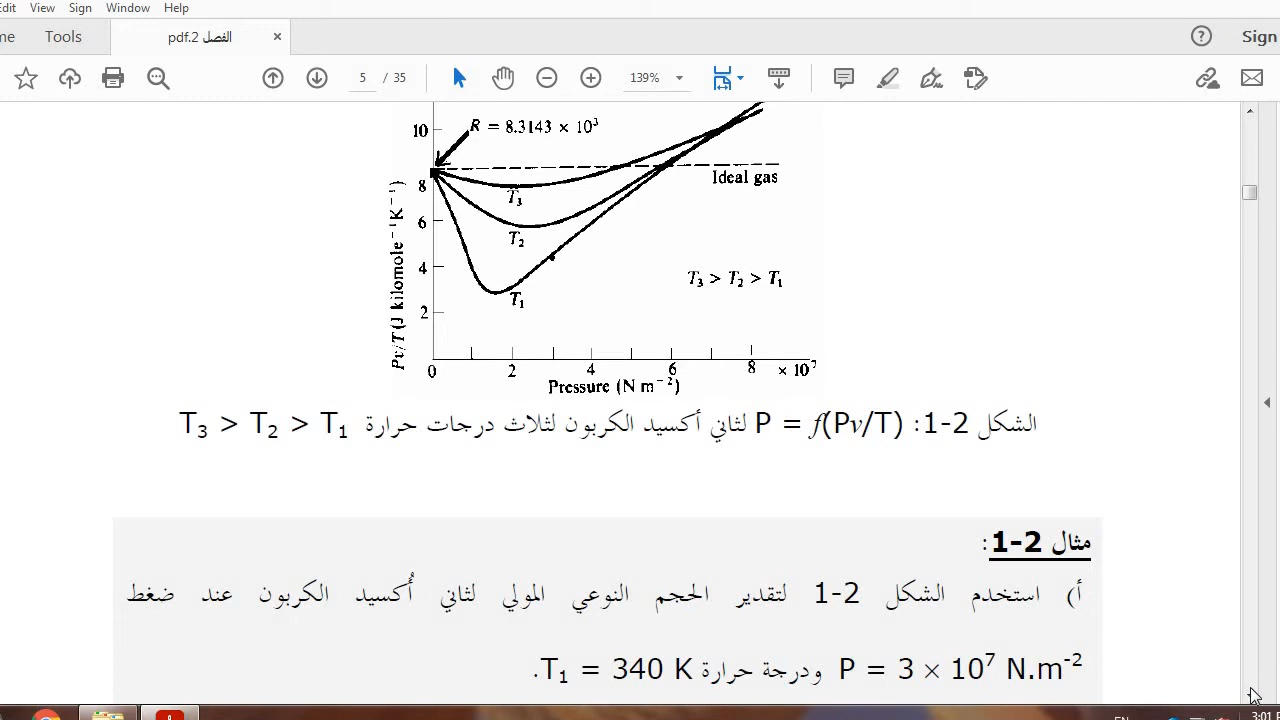 Edit View Sign Window Help
Tools الفصل 2.pdf × Sign
5 / 35 139%
10
R = 8.3143 × 10³
8
Ideal gas
T₃
6
T₂
4
T₃ > T₂ > T₁
T₁
2
Pv/T (J kilomole⁻¹K⁻¹)
0 2 4 6 8 × 10⁷
Pressure (N m⁻²)
الشكل 2-1: P = f(Pv/T) لثاني أكسيد الكربون لثلاث درجات حرارة T₃ > T₂ > T₁
مثال 2-1:
أ) استخدم الشكل 2-1 لتقدير الحجم النوعي المولي لثاني أُكسيد الكربون عند ضغط
P = 3 × 10⁷ N.m⁻² ودرجة حرارة T₁ = 340 K.
EN